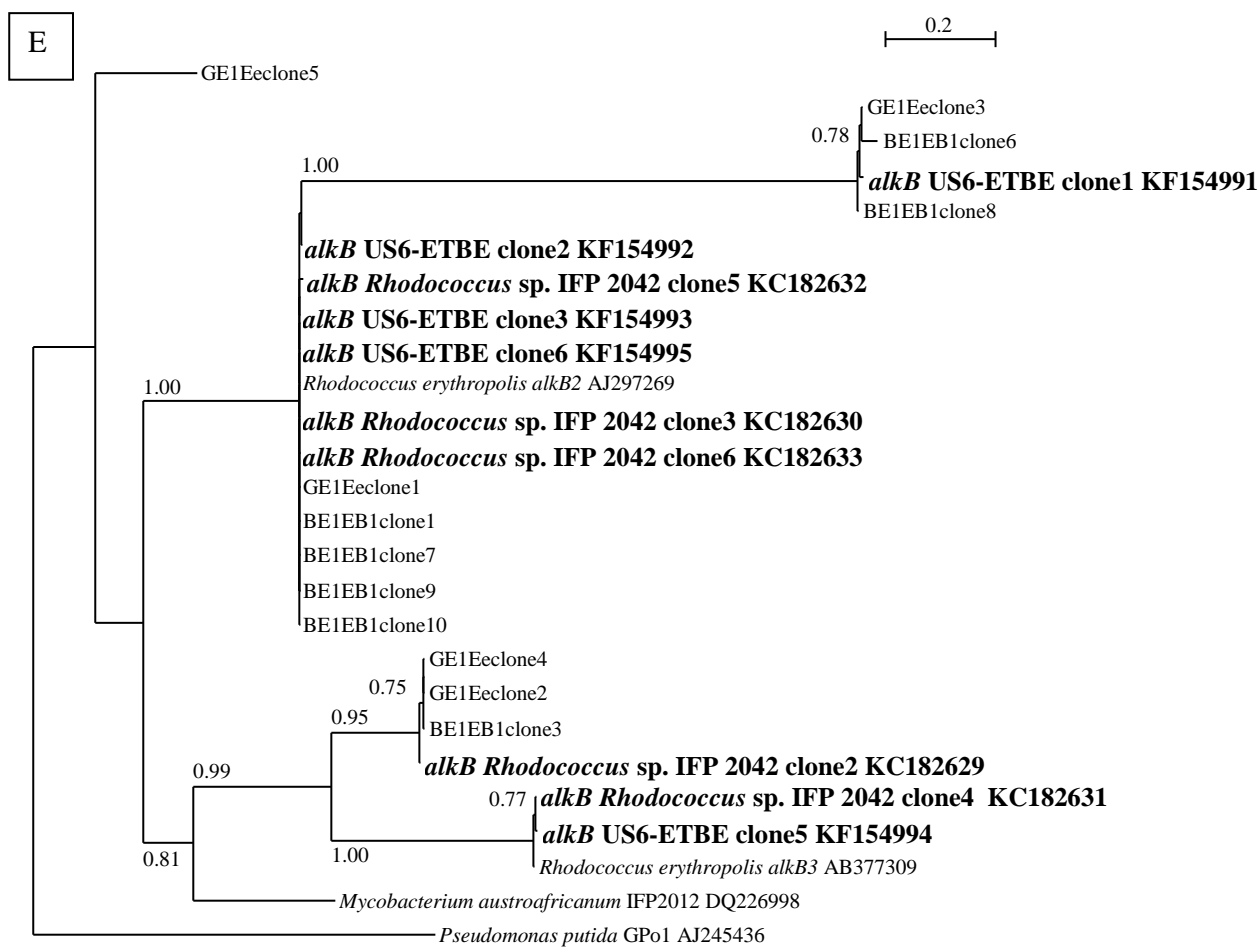 E
0.2
GE1Eeclone5
GE1Eeclone3
0.78
BE1EB1clone6
1.00
alkB US6-ETBE clone1 KF154991
BE1EB1clone8
alkB US6-ETBE clone2 KF154992
alkB Rhodococcus sp. IFP 2042 clone5 KC182632
alkB US6-ETBE clone3 KF154993
alkB US6-ETBE clone6 KF154995
Rhodococcus erythropolis alkB2 AJ297269
1.00
alkB Rhodococcus sp. IFP 2042 clone3 KC182630
alkB Rhodococcus sp. IFP 2042 clone6 KC182633
GE1Eeclone1
BE1EB1clone1
BE1EB1clone7
BE1EB1clone9
BE1EB1clone10
GE1Eeclone4
0.75
GE1Eeclone2
0.95
BE1EB1clone3
alkB Rhodococcus sp. IFP 2042 clone2 KC182629
0.99
0.77
alkB Rhodococcus sp. IFP 2042 clone4 KC182631
alkB US6-ETBE clone5 KF154994
0.81
1.00
Rhodococcus erythropolis alkB3 AB377309
Mycobacterium austroafricanum IFP2012 DQ226998
Pseudomonas putida GPo1 AJ245436